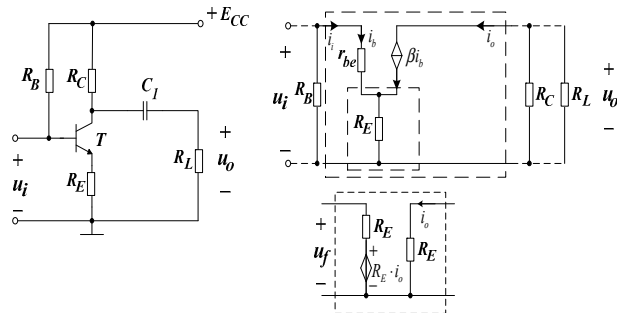 +E_CC
R_B
R_C
C_1
T
+
u_i
−
R_E
R_L
+
u_o
−
+
u_i
−
R_B
i_i
i_b
r_be
βi_b
i_o
R_E
R_C
R_L
+
u_o
−
+
u_f
−
R_E
+
R_E·i_o
−
i_o
R_E